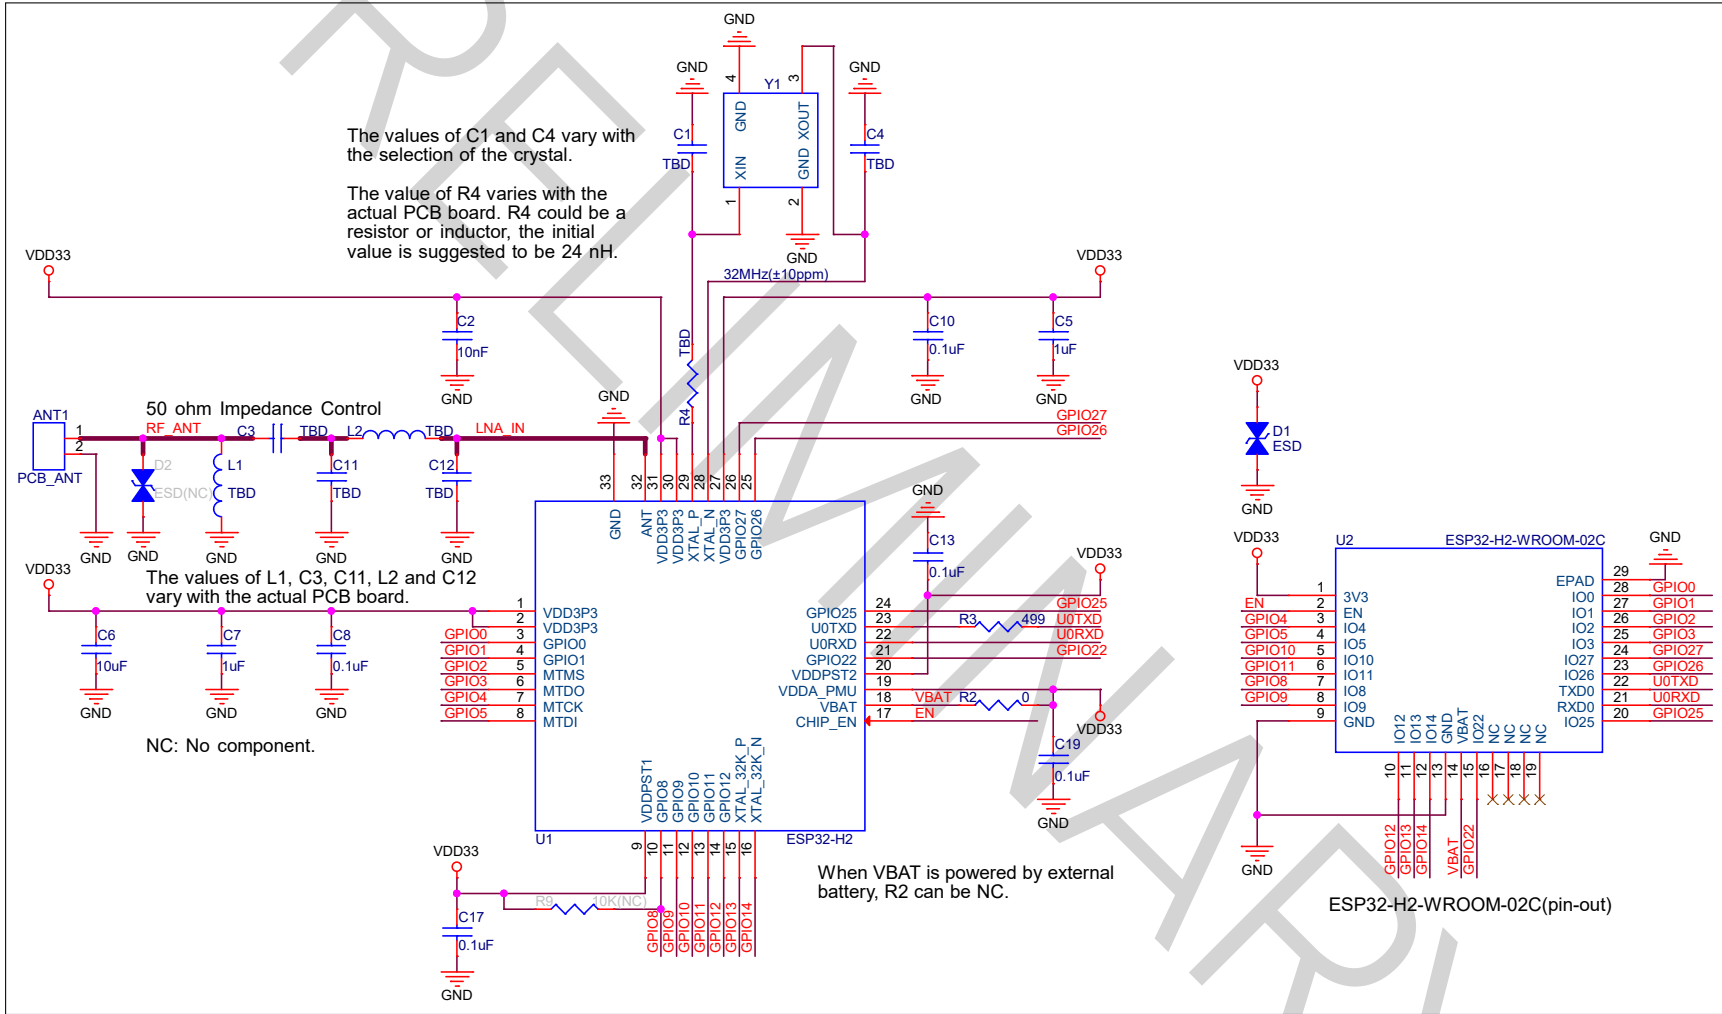 PRELIMINARY
GND
4
3
Y1
GND
XOUT
XIN
GND
1
2
GND
GND
C1
TBD
GND
C4
TBD
32MHz(±10ppm)
The values of C1 and C4 vary with
the selection of the crystal.
The value of R4 varies with the
actual PCB board. R4 could be a
resistor or inductor, the initial
value is suggested to be 24 nH.
VDD33
C2
10nF
GND
TBD
R4
VDD33
C10
0.1uF
GND
C5
1uF
GND
GPIO27
GPIO26
ANT1
1
2
PCB_ANT
50 ohm Impedance Control
RF_ANT
C3
TBD
L2
TBD
LNA_IN
D2
ESD(NC)
L1
TBD
C11
TBD
C12
TBD
GND
GND
GND
GND
GND
GND
The values of L1, C3, C11, L2 and C12
vary with the actual PCB board.
VDD33
C6
10uF
C7
1uF
C8
0.1uF
GND
GND
GND
NC: No component.
33
32
31
30
29
28
27
26
25
GND
ANT
VDD3P3
VDD3P3
XTAL_P
XTAL_N
VDD3P3
GPIO27
GPIO26
1
VDD3P3
2
VDD3P3
GPIO0
3
GPIO0
GPIO1
4
GPIO1
GPIO2
5
MTMS
GPIO3
6
MTDO
GPIO4
7
MTCK
GPIO5
8
MTDI
GPIO25
24
GPIO25
U0TXD
23
R3
499
U0TXD
U0RXD
22
U0RXD
GPIO22
21
GPIO22
VDDPST2
20
VDDA_PMU
19
VBAT
18
VBAT
R2
0
CHIP_EN
17
EN
GND
C13
0.1uF
VDD33
VDD33
C19
0.1uF
GND
VDDPST1
GPIO8
GPIO9
GPIO10
GPIO11
GPIO12
XTAL_32K_P
XTAL_32K_N
U1
ESP32-H2
9
10
11
12
13
14
15
16
GPIO8
GPIO9
GPIO10
GPIO11
GPIO12
GPIO13
GPIO14
VDD33
R9
10K(NC)
C17
0.1uF
GND
When VBAT is powered by external
battery, R2 can be NC.
VDD33
D1
ESD
GND
VDD33
U2
ESP32-H2-WROOM-02C
GND
1
3V3
EN
2
EN
GPIO4
3
IO4
GPIO5
4
IO5
GPIO10
5
IO10
GPIO11
6
IO11
GPIO8
7
IO8
GPIO9
8
IO9
9
GND
EPAD
29
IO0
28
GPIO0
IO1
27
GPIO1
IO2
26
GPIO2
IO3
25
GPIO3
IO27
24
GPIO27
IO26
23
GPIO26
TXD0
22
U0TXD
RXD0
21
U0RXD
IO25
20
GPIO25
IO12
IO13
IO14
GND
VBAT
IO22
NC
NC
NC
NC
10
11
12
13
14
15
16
17
18
19
GPIO12
GPIO13
GPIO14
VBAT
GPIO22
GND
ESP32-H2-WROOM-02C(pin-out)